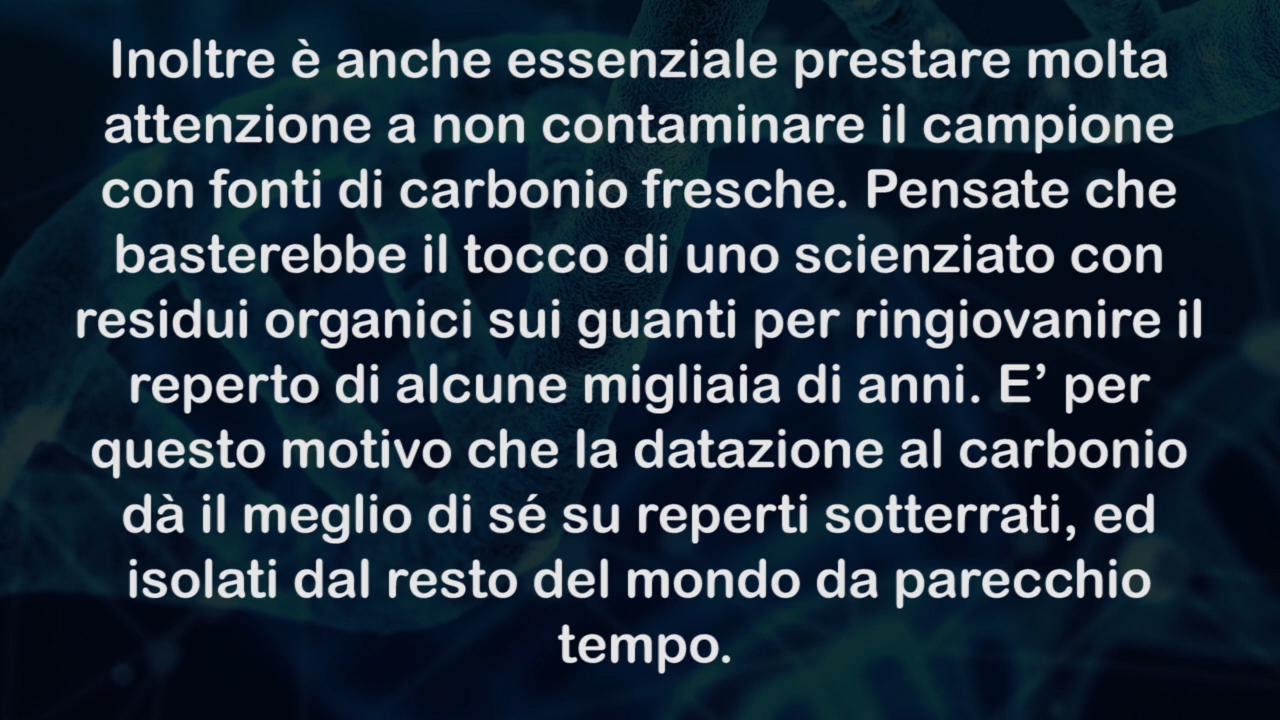 Inoltre è anche essenziale prestare molta
attenzione a non contaminare il campione
con fonti di carbonio fresche. Pensate che
basterebbe il tocco di uno scienziato con
residui organici sui guanti per ringiovanire il
reperto di alcune migliaia di anni. E’ per
questo motivo che la datazione al carbonio
dà il meglio di sé su reperti sotterrati, ed
isolati dal resto del mondo da parecchio
tempo.